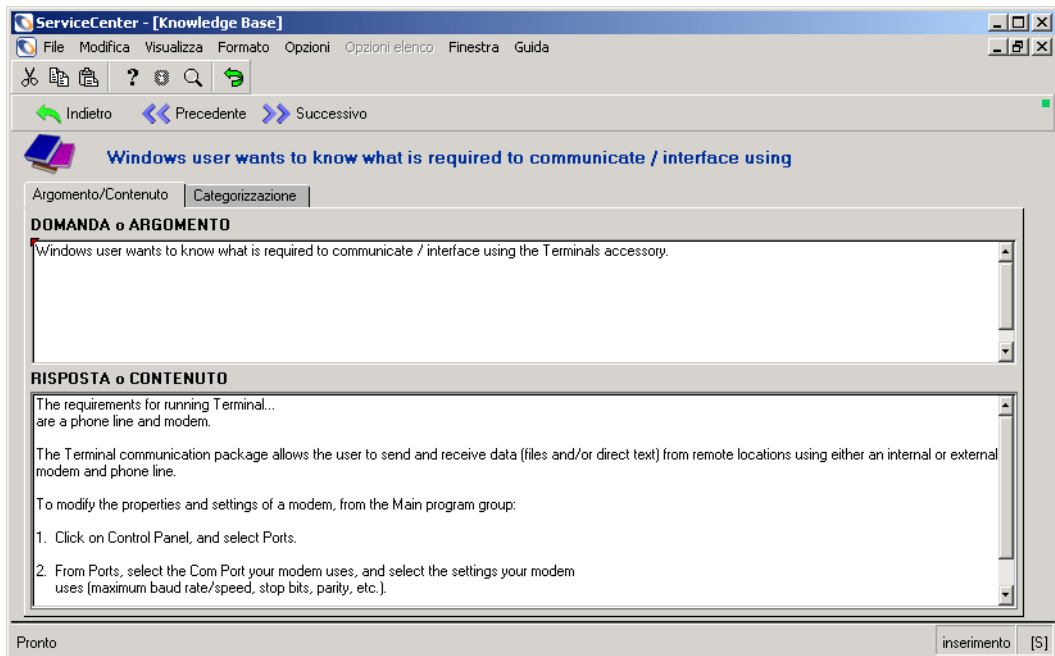 ServiceCenter - [Knowledge Base]
File Modifica Visualizza Formato Opzioni Opzioni elenco Finestra Guida
?
Indietro Precedente Successivo
Windows user wants to know what is required to communicate / interface using
Argomento/Contenuto Categorizzazione
DOMANDA o ARGOMENTO
Windows user wants to know what is required to communicate / interface using the Terminals accessory.
RISPOSTA o CONTENUTO
The requirements for running Terminal...
are a phone line and modem.
The Terminal communication package allows the user to send and receive data (files and/or direct text) from remote locations using either an internal or external
modem and phone line.
To modify the properties and settings of a modem, from the Main program group:
1. Click on Control Panel, and select Ports.
2. From Ports, select the Com Port your modem uses, and select the settings your modem
uses (maximum baud rate/speed, stop bits, parity, etc.).
Pronto inserimento [S]